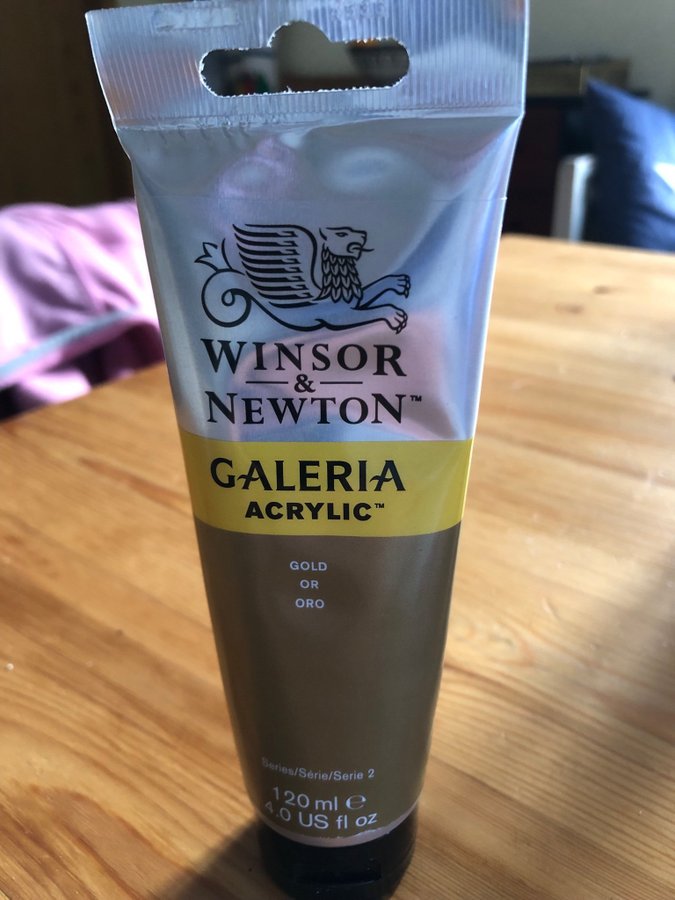 WINSOR
&
NEWTON™
GALERIA
ACRYLIC™
GOLD
OR
ORO
Series/Série/Serie 2
120 ml ℮
4.0 US fl oz